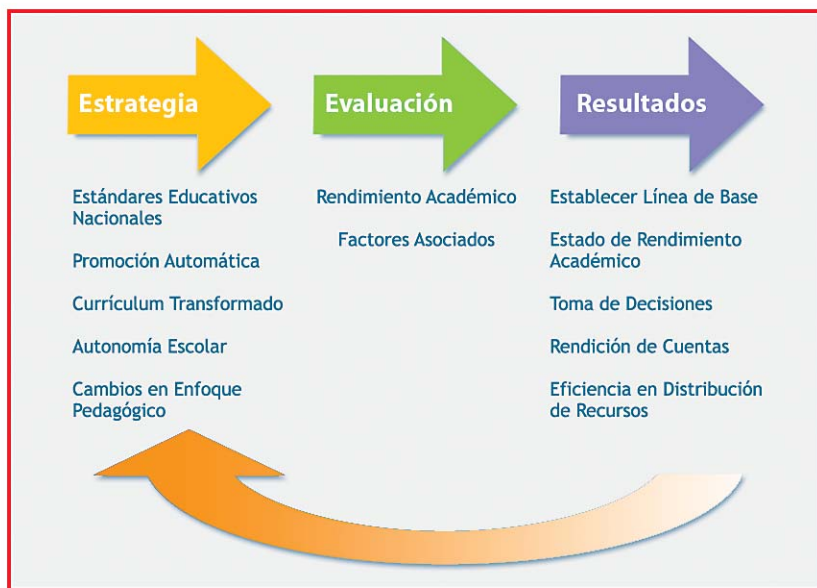 Estrategia
Estándares Educativos
Nacionales
Promoción Automática
Currículum Transformado
Autonomía Escolar
Cambios en Enfoque
Pedagógico
Evaluación
Rendimiento Académico
Factores Asociados
Resultados
Establecer Línea de Base
Estado de Rendimiento
Académico
Toma de Decisiones
Rendición de Cuentas
Eficiencia en Distribución
de Recursos